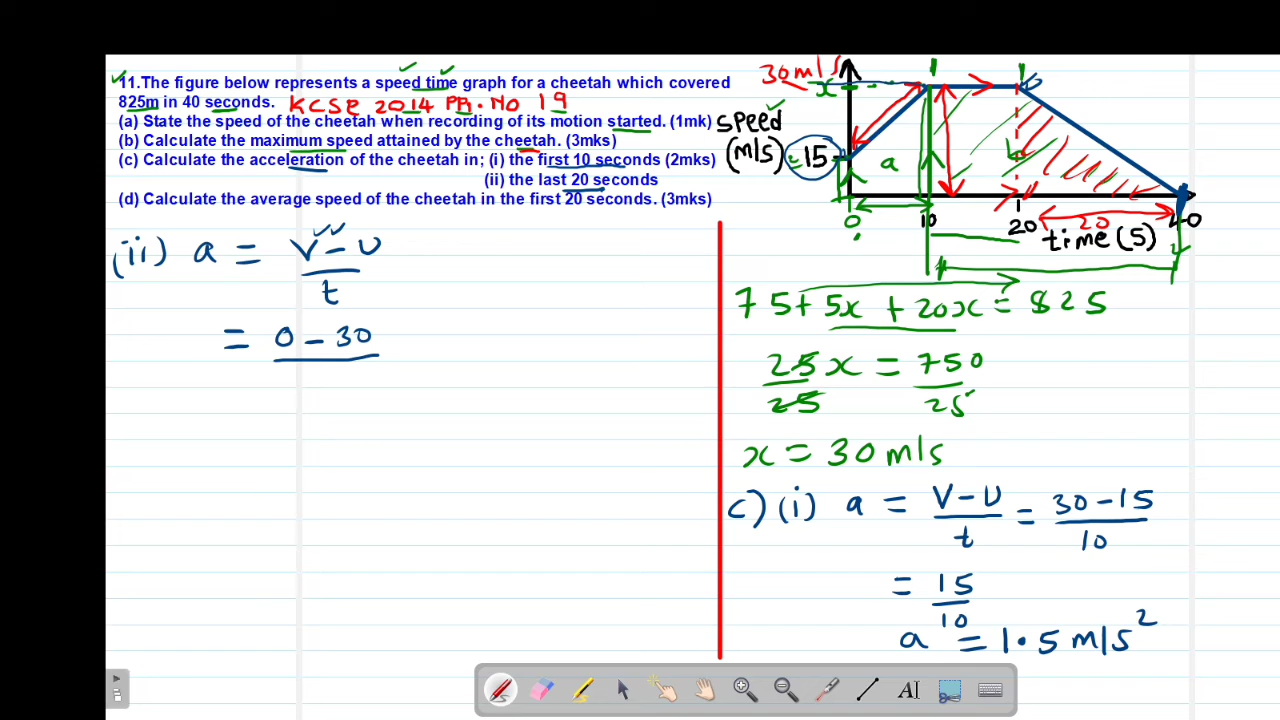 11.The figure below represents a speed time graph for a cheetah which covered
825m in 40 seconds. KCSE 2014 PA.NO 19
(a) State the speed of the cheetah when recording of its motion started. (1mk)
(b) Calculate the maximum speed attained by the cheetah. (3mks)
(c) Calculate the acceleration of the cheetah in; (i) the first 10 seconds (2mks)
(ii) the last 20 seconds
(d) Calculate the average speed of the cheetah in the first 20 seconds. (3mks)
(ii) a = V - U
t
= 0 - 30
30m/s
x
speed
(m/s)
=15
a
0 10 20 20 40
time (s)
75+ 5x + 20x = 825
25x = 750
25 25
x = 30m/s
c) (i) a = V - U = 30 - 15
t 10
= 15
10
a = 1.5 m/s²